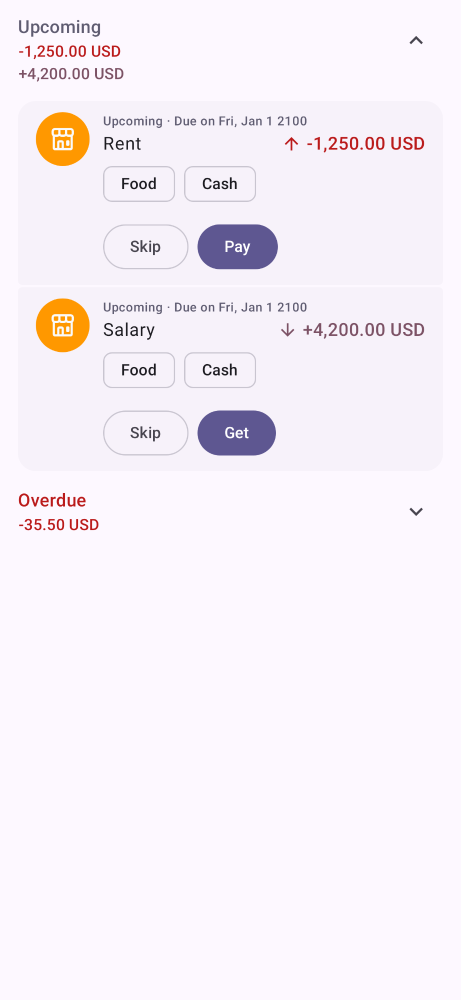 Upcoming
-1,250.00 USD
+4,200.00 USD
Upcoming · Due on Fri, Jan 1 2100
Rent
-1,250.00 USD
Food
Cash
Skip
Pay
Upcoming · Due on Fri, Jan 1 2100
Salary
+4,200.00 USD
Food
Cash
Skip
Get
Overdue
-35.50 USD